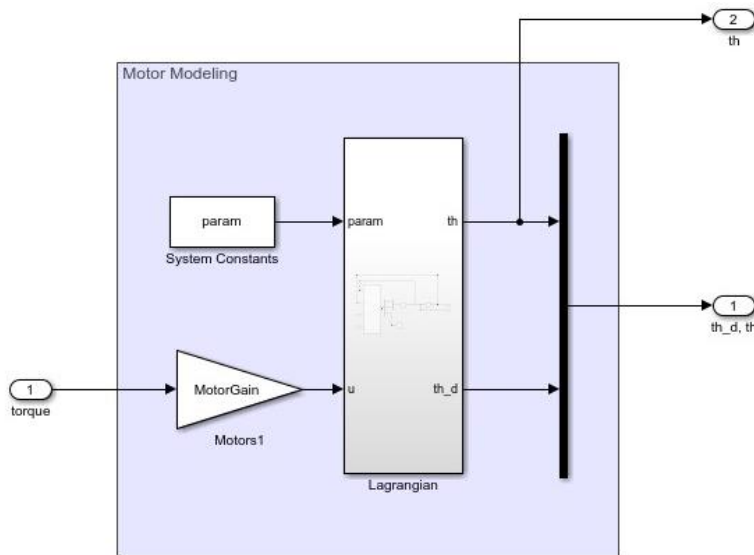 2
th
Motor Modeling
param
System Constants
param
th
1
th_d, th
1
torque
MotorGain
Motors1
u
th_d
Lagrangian